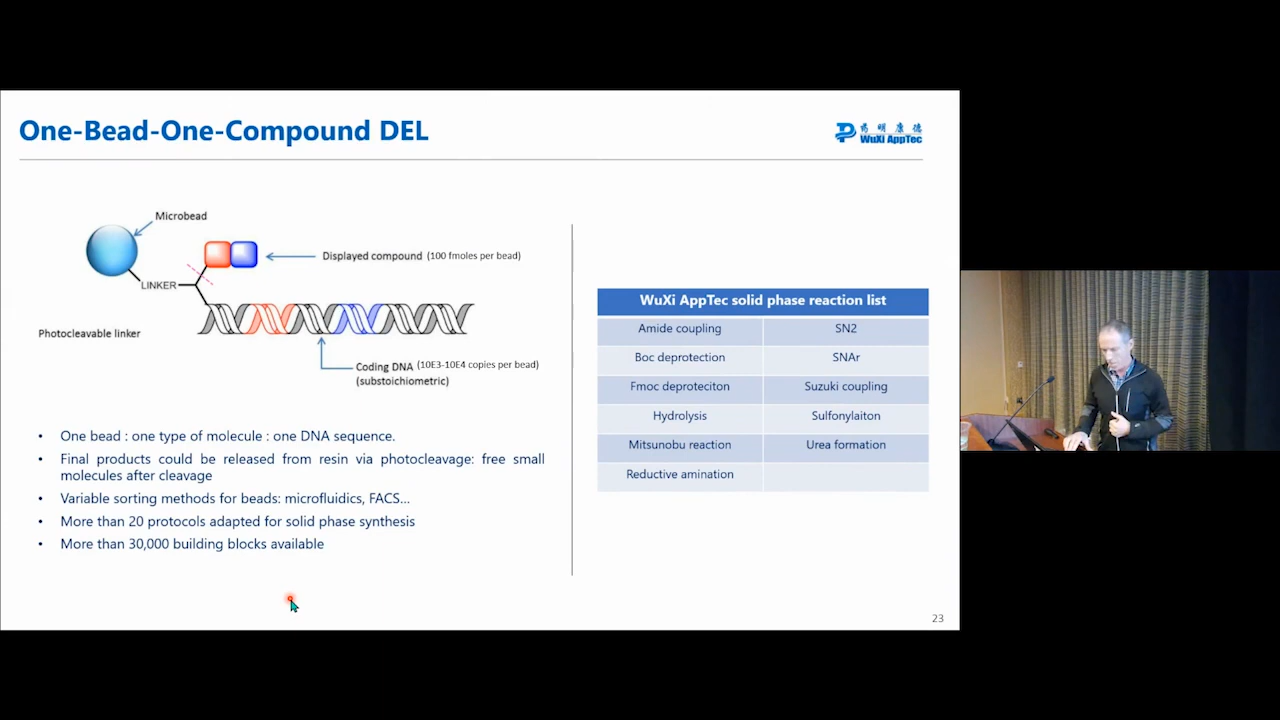 One-Bead-One-Compound DEL
药明康德
WuXi AppTec
Microbead
Displayed compound (100 fmoles per bead)
LINKER
Photocleavable linker
Coding DNA (10E3-10E4 copies per bead)
(substoichiometric)
• One bead : one type of molecule : one DNA sequence.
• Final products could be released from resin via photocleavage: free small
molecules after cleavage
• Variable sorting methods for beads: microfluidics, FACS...
• More than 20 protocols adapted for solid phase synthesis
• More than 30,000 building blocks available
WuXi AppTec solid phase reaction list
Amide coupling SN2
Boc deprotection SNAr
Fmoc deproteciton Suzuki coupling
Hydrolysis Sulfonylaiton
Mitsunobu reaction Urea formation
Reductive amination
23